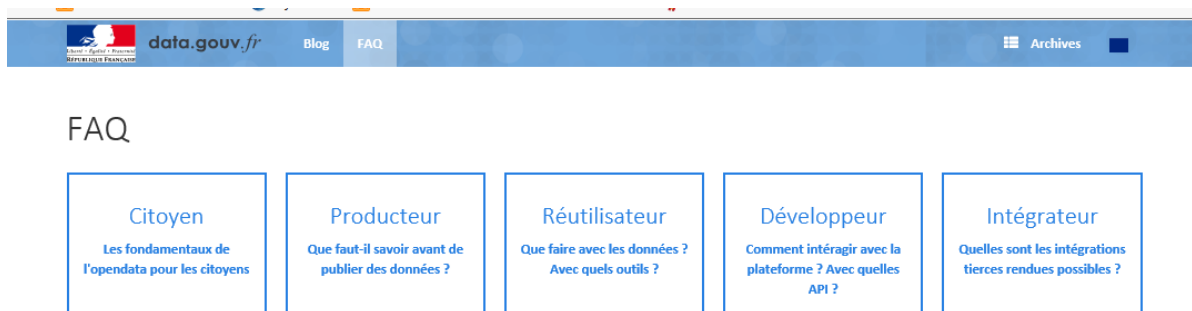 data.gouv.fr
Blog
FAQ
Archives
RÉPUBLIQUE FRANÇAISE
FAQ
Citoyen
Les fondamentaux de
l'opendata pour les citoyens
Producteur
Que faut-il savoir avant de
publier des données ?
Réutilisateur
Que faire avec les données ?
Avec quels outils ?
Développeur
Comment intéragir avec la
plateforme ? Avec quelles
API ?
Intégrateur
Quelles sont les intégrations
tierces rendues possibles ?